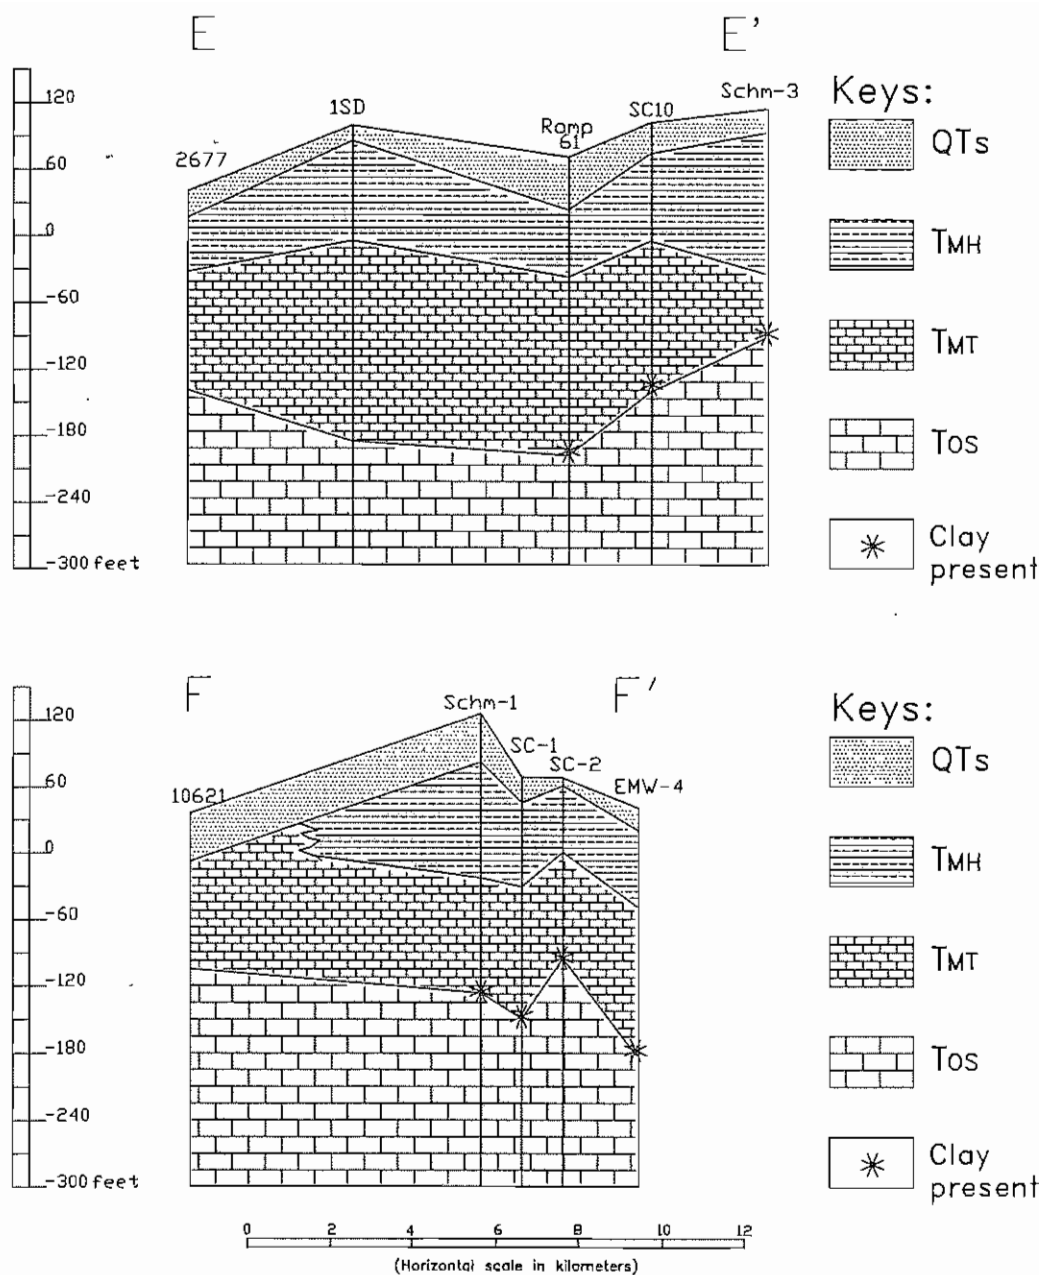 E E'
120
60
0
-60
-120
-180
-240
-300 feet
2677
1SD
Ramp
61
SC10
Schm-3
Keys:
QTs
TMH
TMT
TOS
Clay
present
F F'
120
60
0
-60
-120
-180
-240
-300 feet
10621
Schm-1
SC-1
SC-2
EMW-4
Keys:
QTs
TMH
TMT
TOS
Clay
present
0 2 4 6 8 10 12
(Horizontal scale in kilometers)